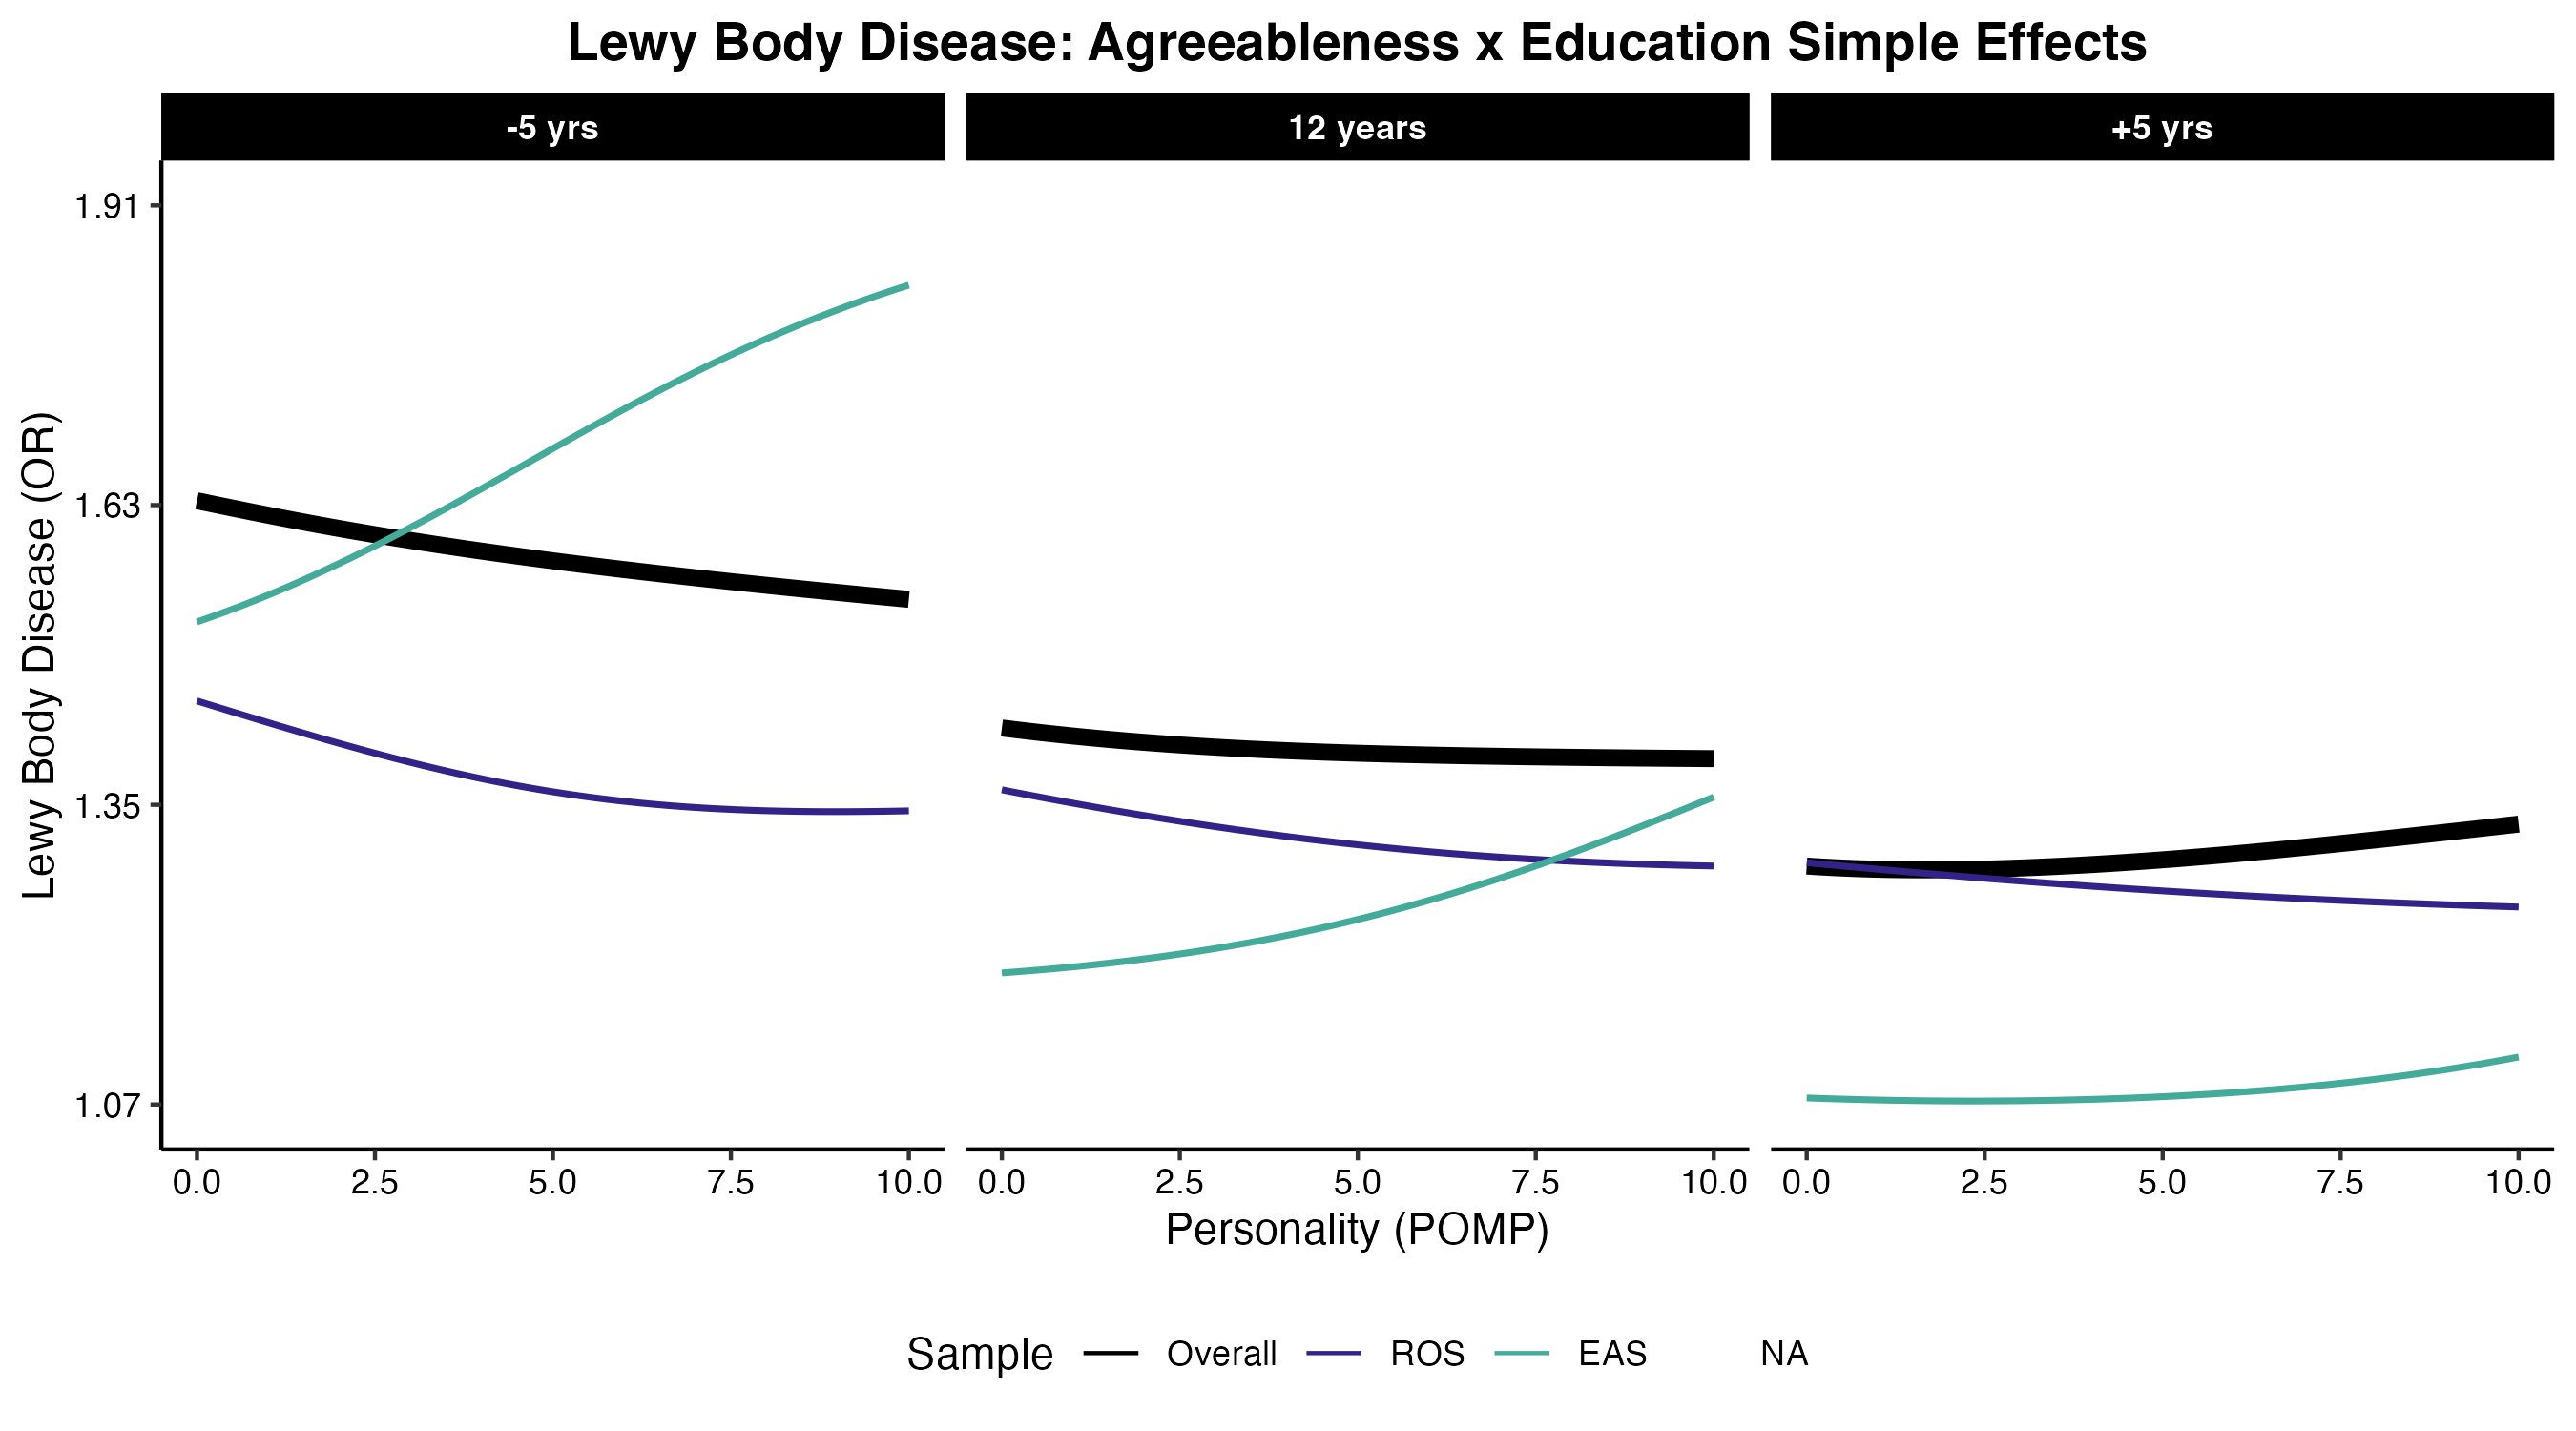 Lewy Body Disease: Agreeableness x Education Simple Effects
-5 yrs
12 years
+5 yrs
Lewy Body Disease (OR)
1.91
1.63
1.35
1.07
0.0 2.5 5.0 7.5 10.0
0.0 2.5 5.0 7.5 10.0
0.0 2.5 5.0 7.5 10.0
Personality (POMP)
Sample Overall ROS EAS NA